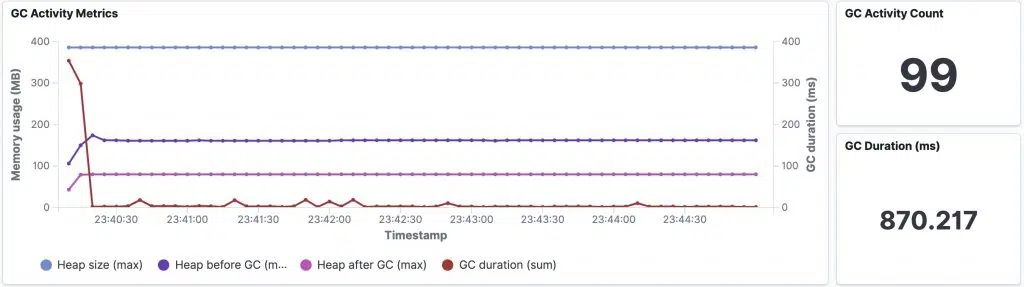 GC Activity Metrics
400
300
200
100
0
Memory usage (MB)
400
300
200
100
0
GC duration (ms)
23:40:30
23:41:00
23:41:30
23:42:00
23:42:30
23:43:00
23:43:30
23:44:00
23:44:30
Timestamp
Heap size (max)
Heap before GC (m...
Heap after GC (max)
GC duration (sum)
GC Activity Count
99
GC Duration (ms)
870.217